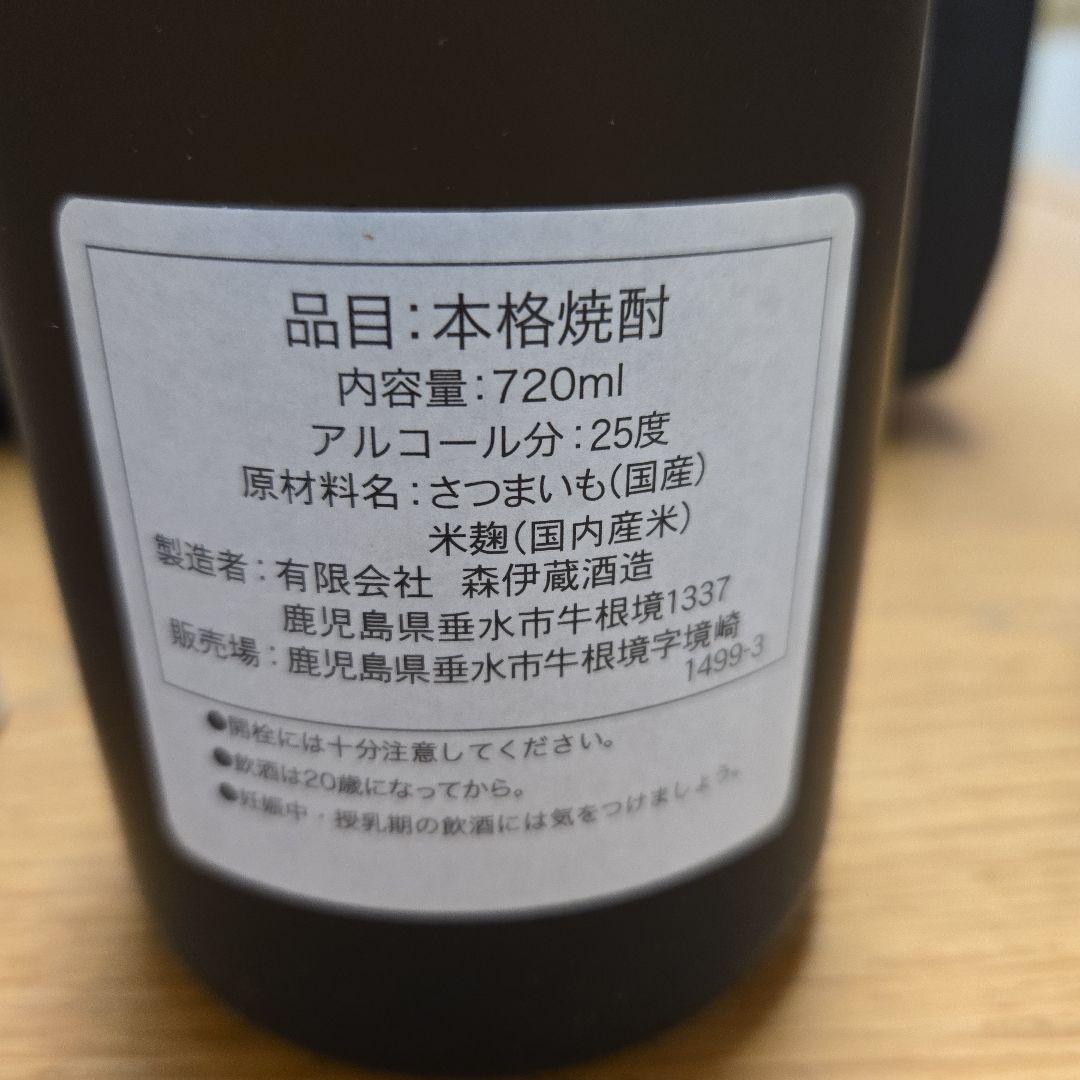 品目：本格焼酎
内容量：720ml
アルコール分：25度
原材料名：さつまいも（国産）
米麹（国内産米）
製造者：有限会社 森伊蔵酒造
鹿児島県垂水市牛根境1337
販売場：鹿児島県垂水市牛根境字境崎
1499-3
●開栓には十分注意してください。
●飲酒は20歳になってから。
●妊娠中・授乳期の飲酒には気をつけましょう。